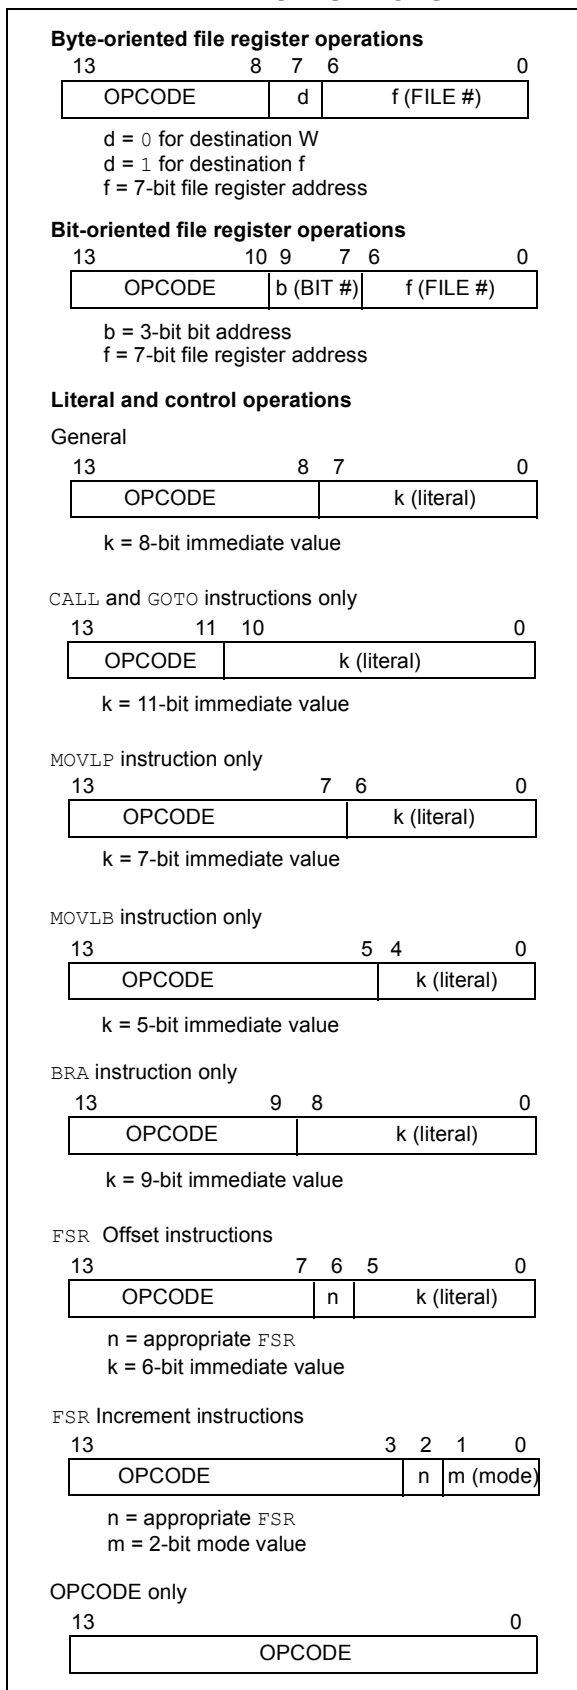 Byte-oriented file register operations
13 8 7 6 0
OPCODE d f (FILE #)
d = 0 for destination W
d = 1 for destination f
f = 7-bit file register address
Bit-oriented file register operations
13 10 9 7 6 0
OPCODE b (BIT #) f (FILE #)
b = 3-bit bit address
f = 7-bit file register address
Literal and control operations
General
13 8 7 0
OPCODE k (literal)
k = 8-bit immediate value
CALL and GOTO instructions only
13 11 10 0
OPCODE k (literal)
k = 11-bit immediate value
MOVLP instruction only
13 7 6 0
OPCODE k (literal)
k = 7-bit immediate value
MOVLB instruction only
13 5 4 0
OPCODE k (literal)
k = 5-bit immediate value
BRA instruction only
13 9 8 0
OPCODE k (literal)
k = 9-bit immediate value
FSR Offset instructions
13 7 6 5 0
OPCODE n k (literal)
n = appropriate FSR
k = 6-bit immediate value
FSR Increment instructions
13 3 2 1 0
OPCODE n m (mode)
n = appropriate FSR
m = 2-bit mode value
OPCODE only
13 0
OPCODE